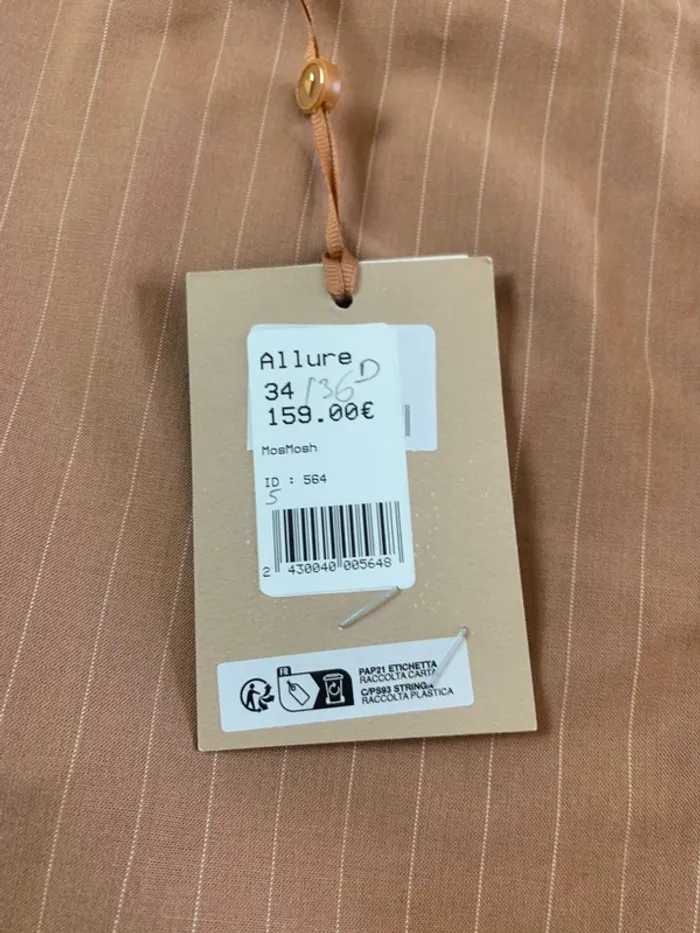 Allure
34 /36 D
159.00€
MosMosh
ID : 564
5
2 430040 005648
FR
PAP21 ETICHETTA
RACCOLTA CARTA
C/PS93 STRINGA
RACCOLTA PLASTICA